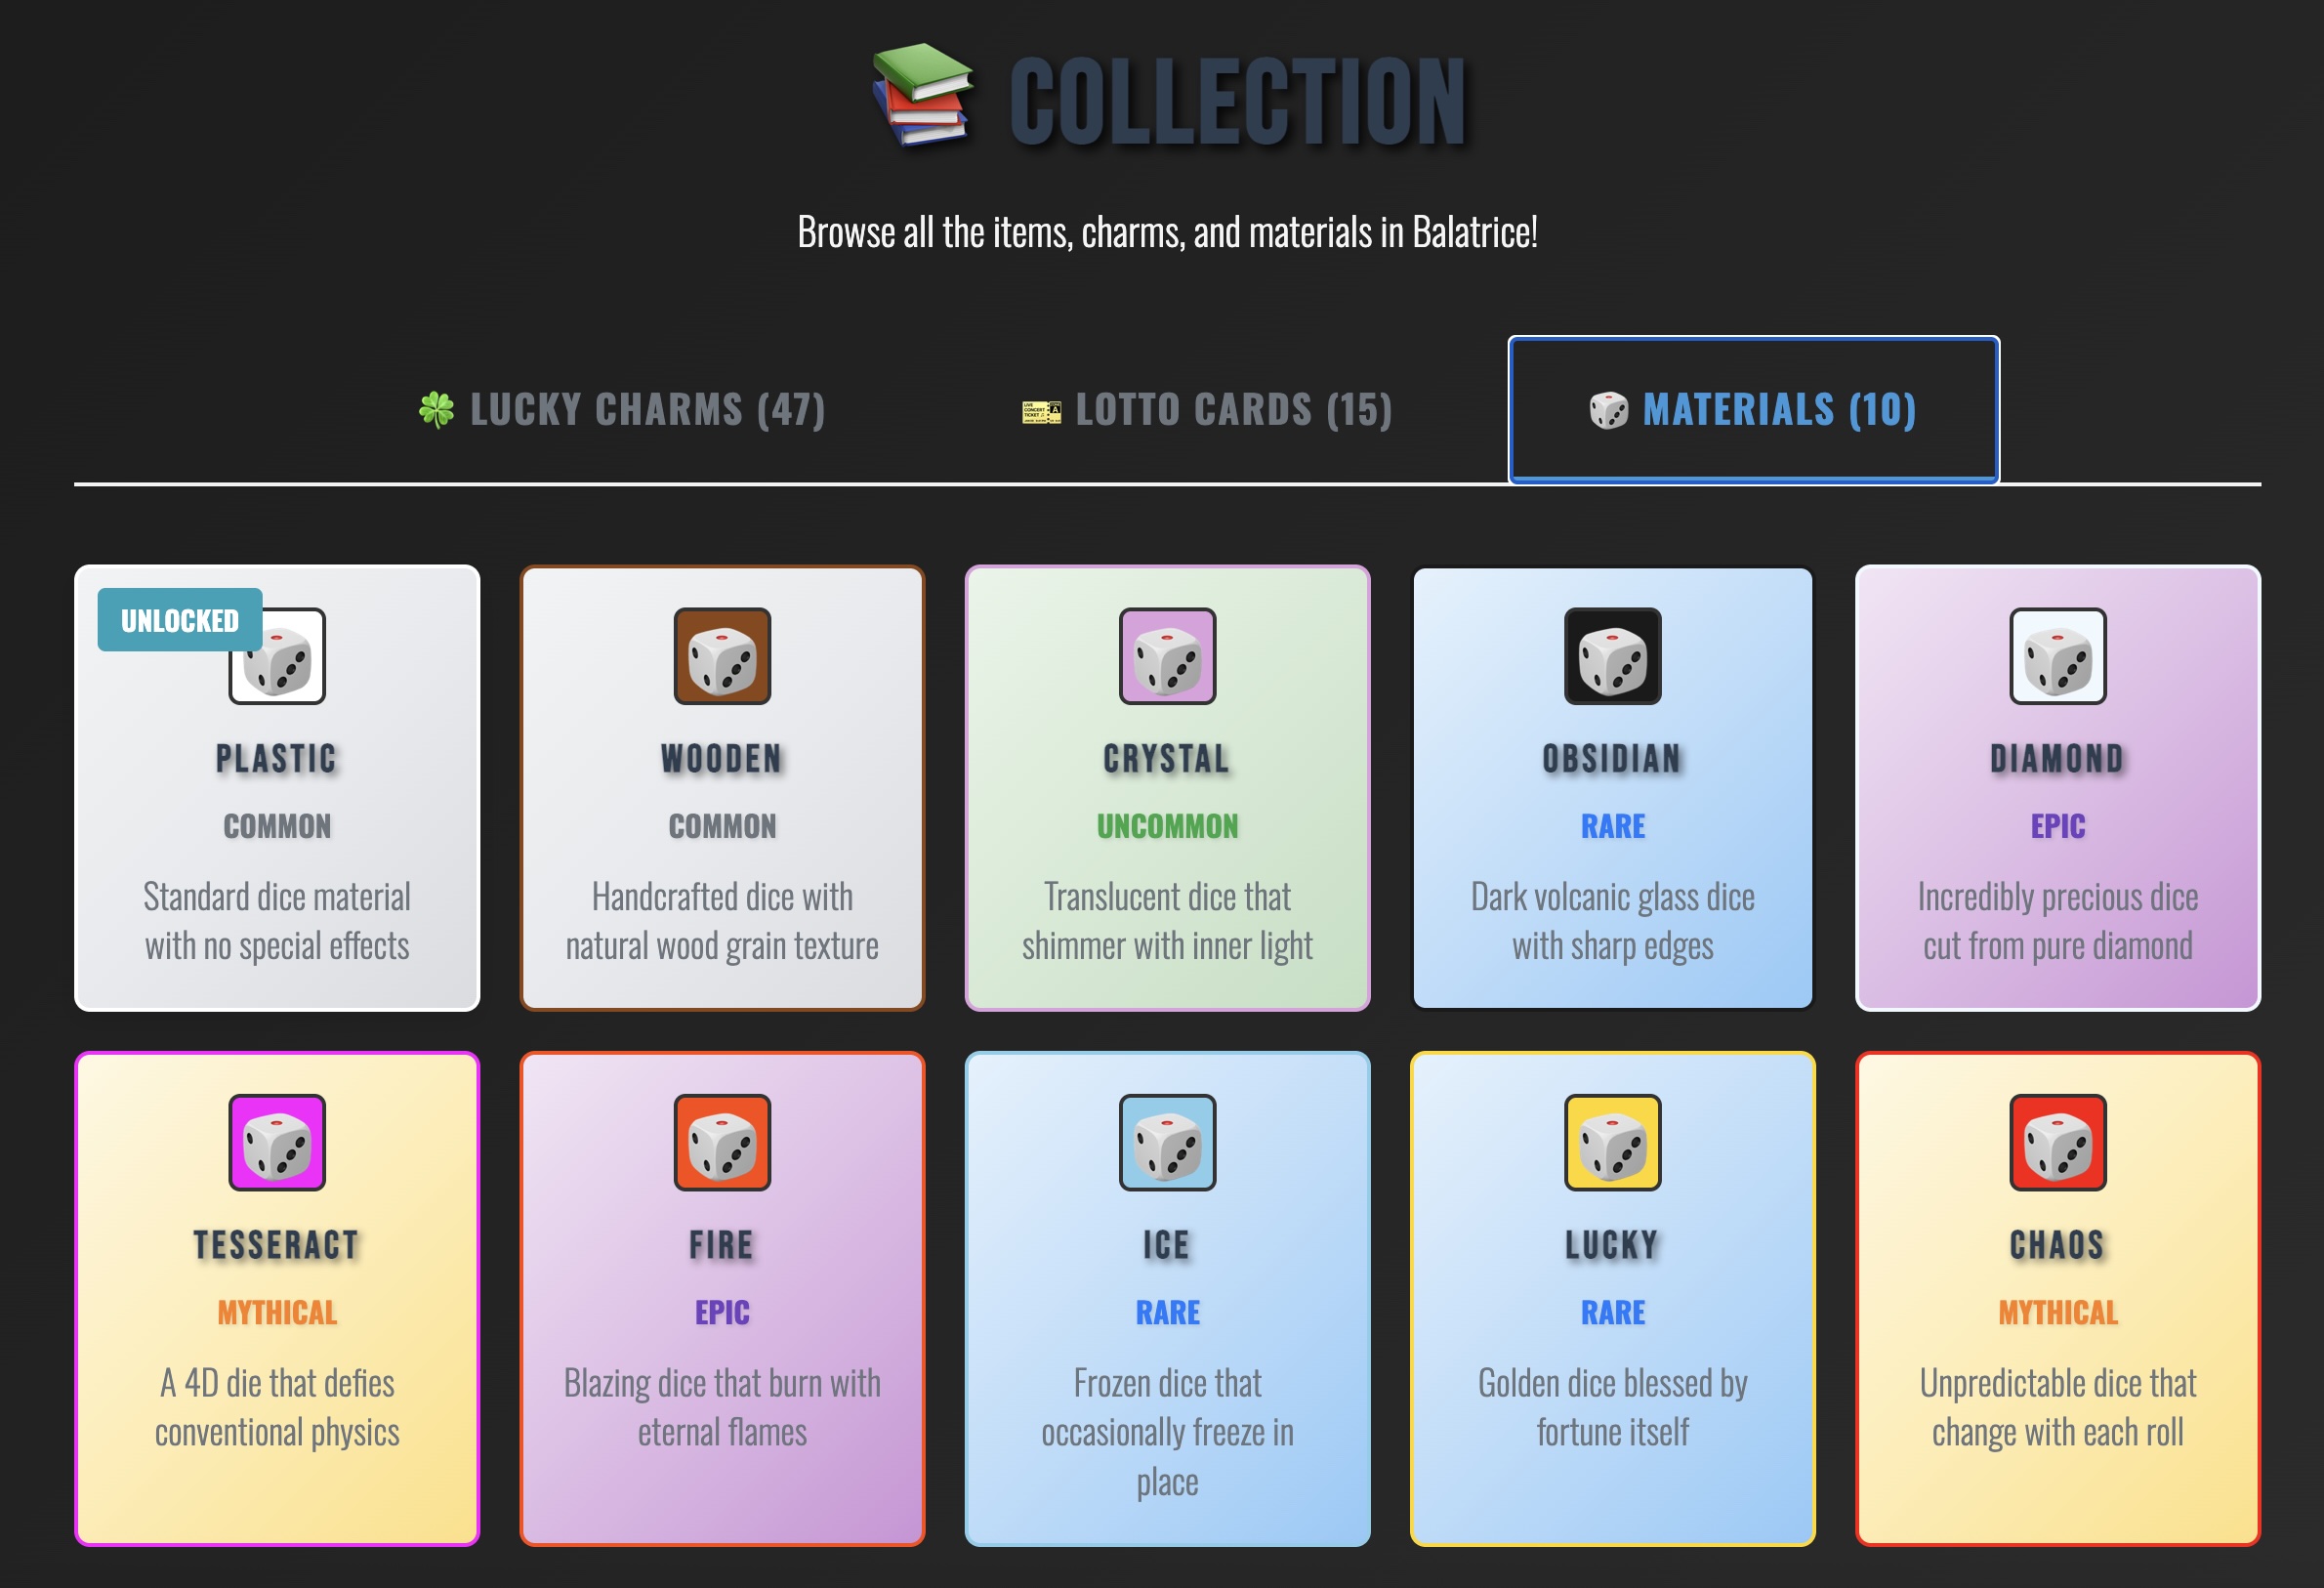 COLLECTION
Browse all the items, charms, and materials in Balatrice!
LUCKY CHARMS (47)
LOTTO CARDS (15)
MATERIALS (10)
UNLOCKED
PLASTIC
COMMON
Standard dice material
with no special effects
WOODEN
COMMON
Handcrafted dice with
natural wood grain texture
CRYSTAL
UNCOMMON
Translucent dice that
shimmer with inner light
OBSIDIAN
RARE
Dark volcanic glass dice
with sharp edges
DIAMOND
EPIC
Incredibly precious dice
cut from pure diamond
TESSERACT
MYTHICAL
A 4D die that defies
conventional physics
FIRE
EPIC
Blazing dice that burn with
eternal flames
ICE
RARE
Frozen dice that
occasionally freeze in
place
LUCKY
RARE
Golden dice blessed by
fortune itself
CHAOS
MYTHICAL
Unpredictable dice that
change with each roll